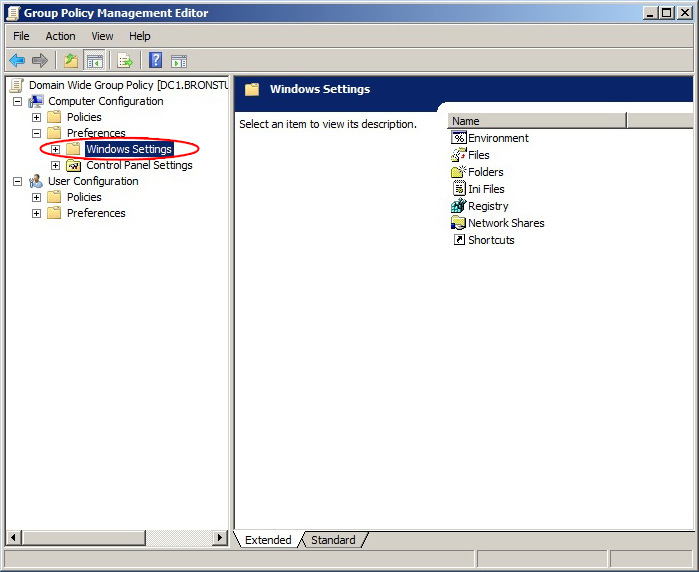 Group Policy Management Editor
File Action View Help
Domain Wide Group Policy [DC1.BRONSTU
Computer Configuration
Policies
Preferences
Windows Settings
Control Panel Settings
User Configuration
Policies
Preferences
Windows Settings
Select an item to view its description.
Name
Environment
Files
Folders
Ini Files
Registry
Network Shares
Shortcuts
Extended Standard